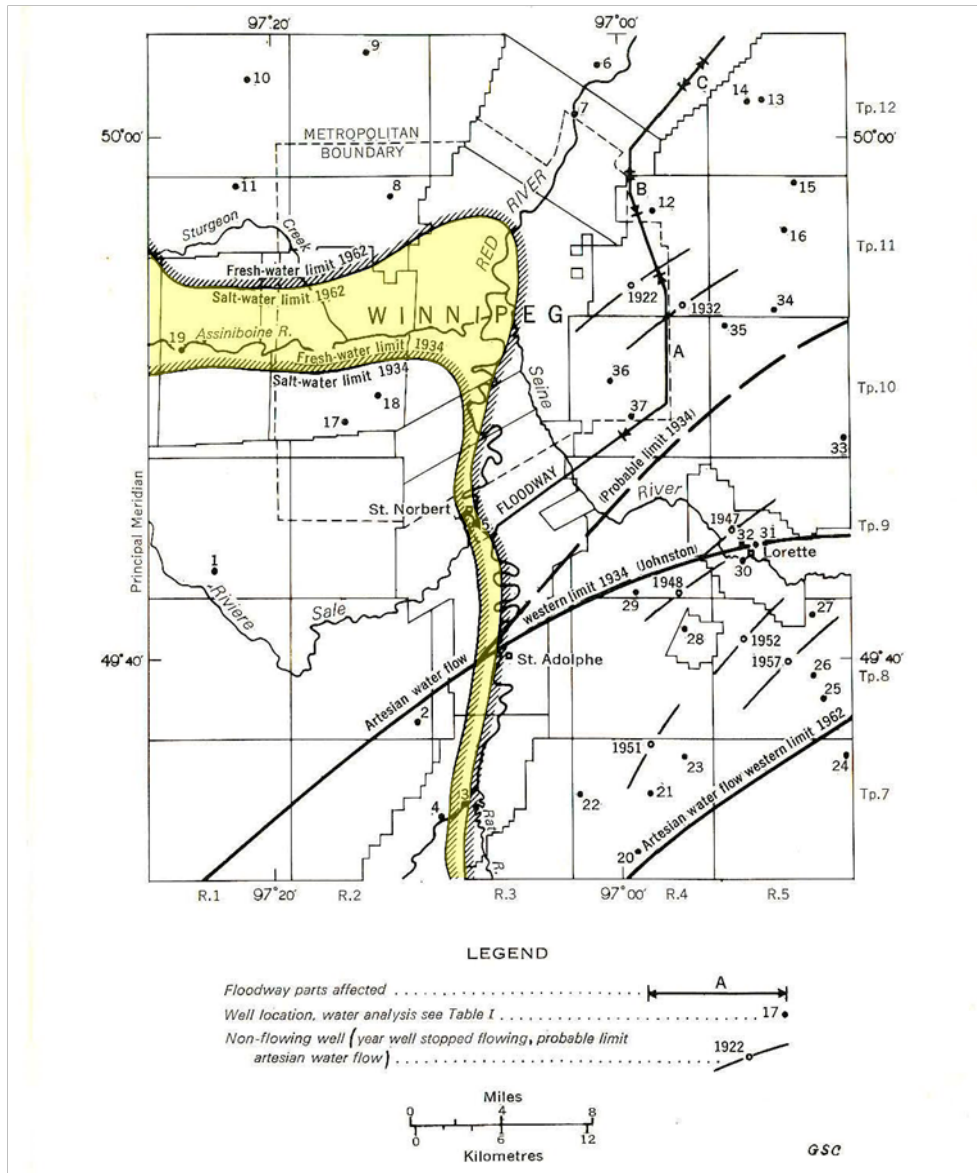 97°20'
97°00'
9
6
10
C
14
13
Tp.12
7
50°00'
50°00'
METROPOLITAN
BOUNDARY
RIVER
B
11
8
12
15
Sturgeon
Creek
16
Tp.11
RED
Fresh-water limit 1962
Salt-water limit 1962
1922
1932
34
WINNIPEG
35
Assiniboine R.
19
Fresh-water limit 1934
Salt-water limit 1934
A
Seine
36
Tp.10
18
17
37
33
(Probable limit 1934)
Principal Meridian
FLOODWAY
River
St. Norbert
5
1947
32
31
Tp.9
Lorette
30
1
Riviere
Sale
western limit 1934 (Johnston)
1948
29
27
28
1952
St. Adolphe
49°40'
49°40'
1957
26
Tp.8
Artesian water flow
25
2
1951
23
24
Artesian water flow western limit 1962
3
4
22
21
Tp.7
Rat R.
20
R.1
97°20'
R.2
R.3
97°00'
R.4
R.5
LEGEND
Floodway parts affected . . . . . . . . . . . . . . . . . . . . . . . . A
Well location, water analysis see Table I . . . . . . . . . . . . . . . . . . . . . . . 17
Non-flowing well (year well stopped flowing, probable limit
artesian water flow) . . . . . . . . . . . . . . . . . . . . . . . . . . . . . . 1922
Miles
0 4 8
0 6 12
Kilometres
GSC